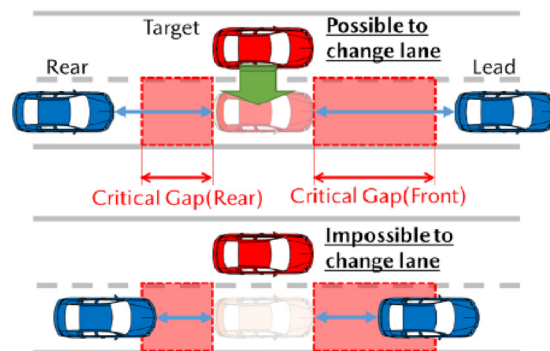 Target
Possible to
change lane
Rear
Lead
Critical Gap(Rear)
Critical Gap(Front)
Impossible to
change lane